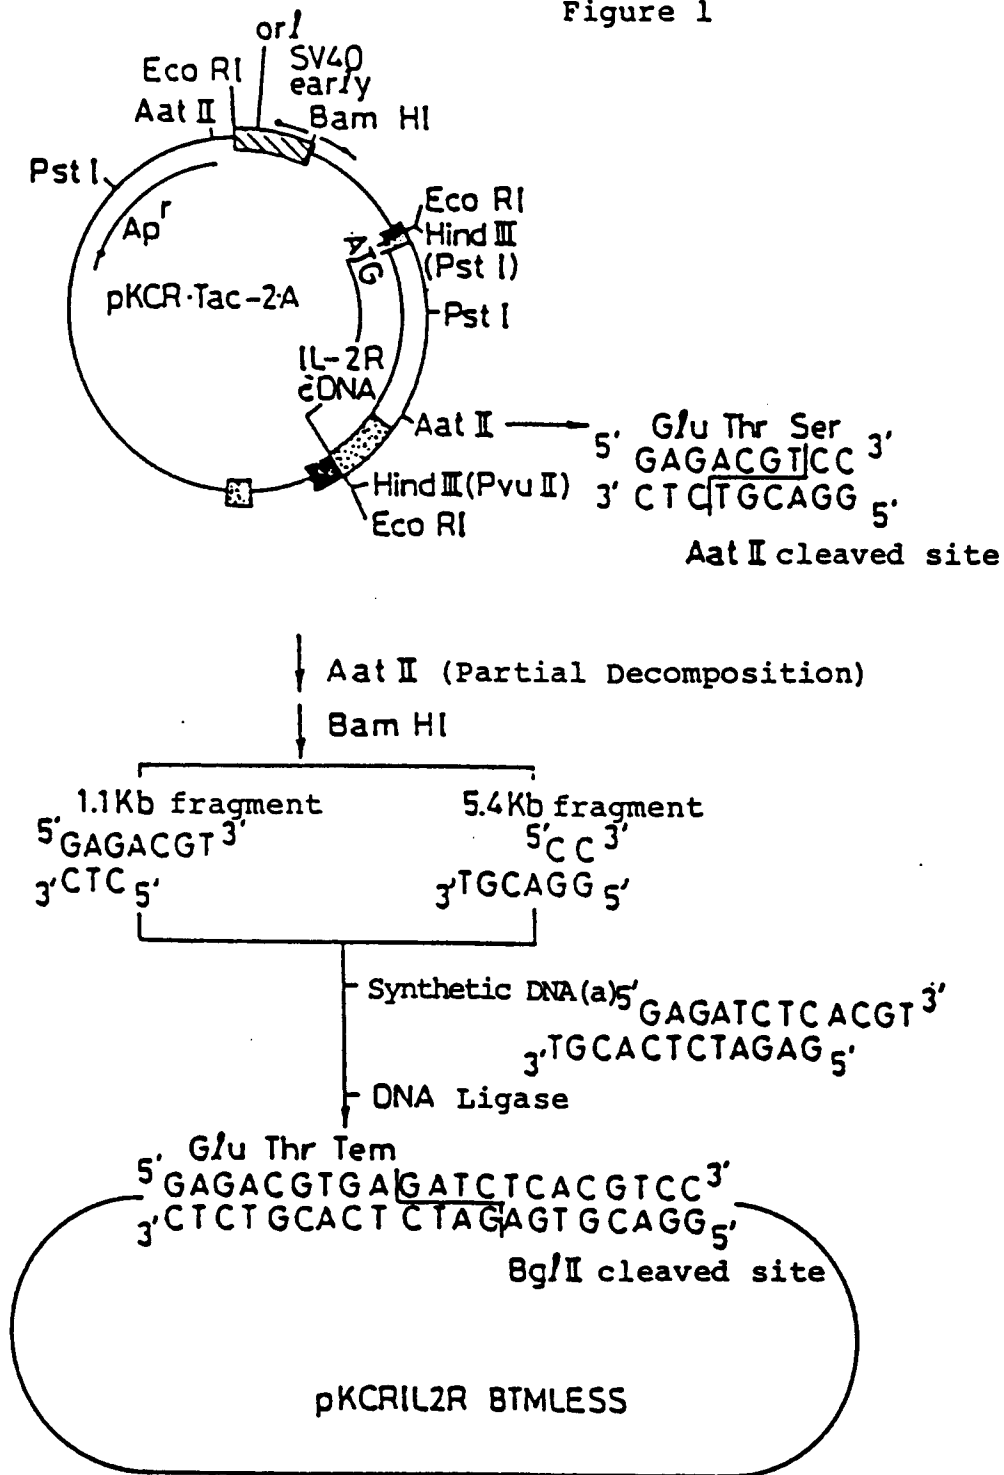 Figure 1
ori
SV40
early
Eco RI
Aat II
Bam HI
Pst I
Ap r
Eco RI
Hind III
(Pst I)
ATG
pKCR·Tac-2·A
Pst I
IL-2R
cDNA
Aat II
5' Glu Thr Ser 3'
GAGACGTCC
3' CTCTGCAGG 5'
Hind III (Pvu II)
Eco RI
Aat II cleaved site
Aat II (Partial Decomposition)
Bam HI
1.1Kb fragment
5'GAGACGT3'
3'CTC5'
5.4Kb fragment
5'CC3'
3'TGCAGG5'
Synthetic DNA(a)5'GAGATCTCACGT3'
3'TGCACTCTAGAG5'
DNA Ligase
Glu Thr Tem
5'GAGACGTGAGATCTCACGTCC3'
3'CTCTGCACTCTAGAGTGCAGG5'
Bgl II cleaved site
pKCRIL2R BTMLESS